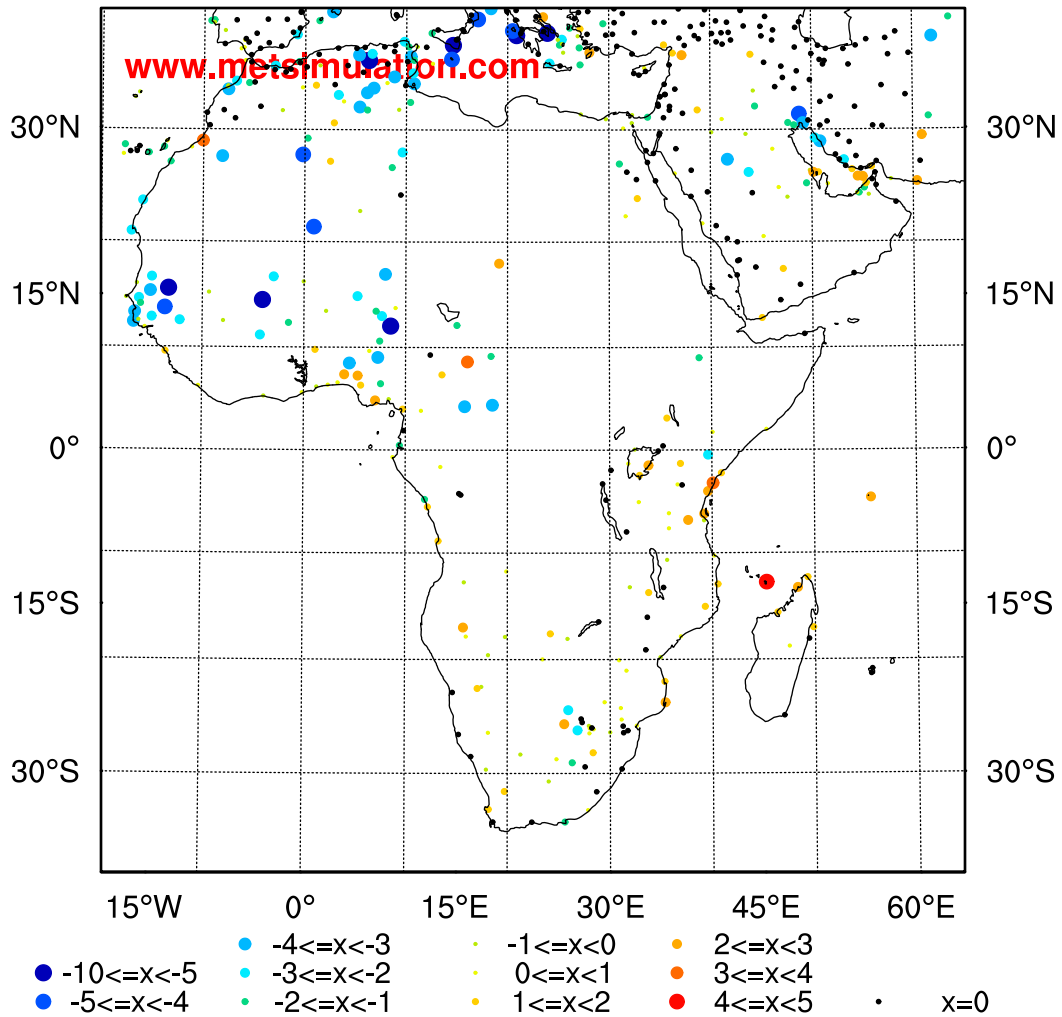 www.metsimulation.com
30°N 30°N
15°N 15°N
0° 0°
15°S 15°S
30°S 30°S
15°W 0° 15°E 30°E 45°E 60°E
-4<=x<-3 -1<=x<0 2<=x<3
-10<=x<-5 -3<=x<-2 0<=x<1 3<=x<4
-5<=x<-4 -2<=x<-1 1<=x<2 4<=x<5 x=0